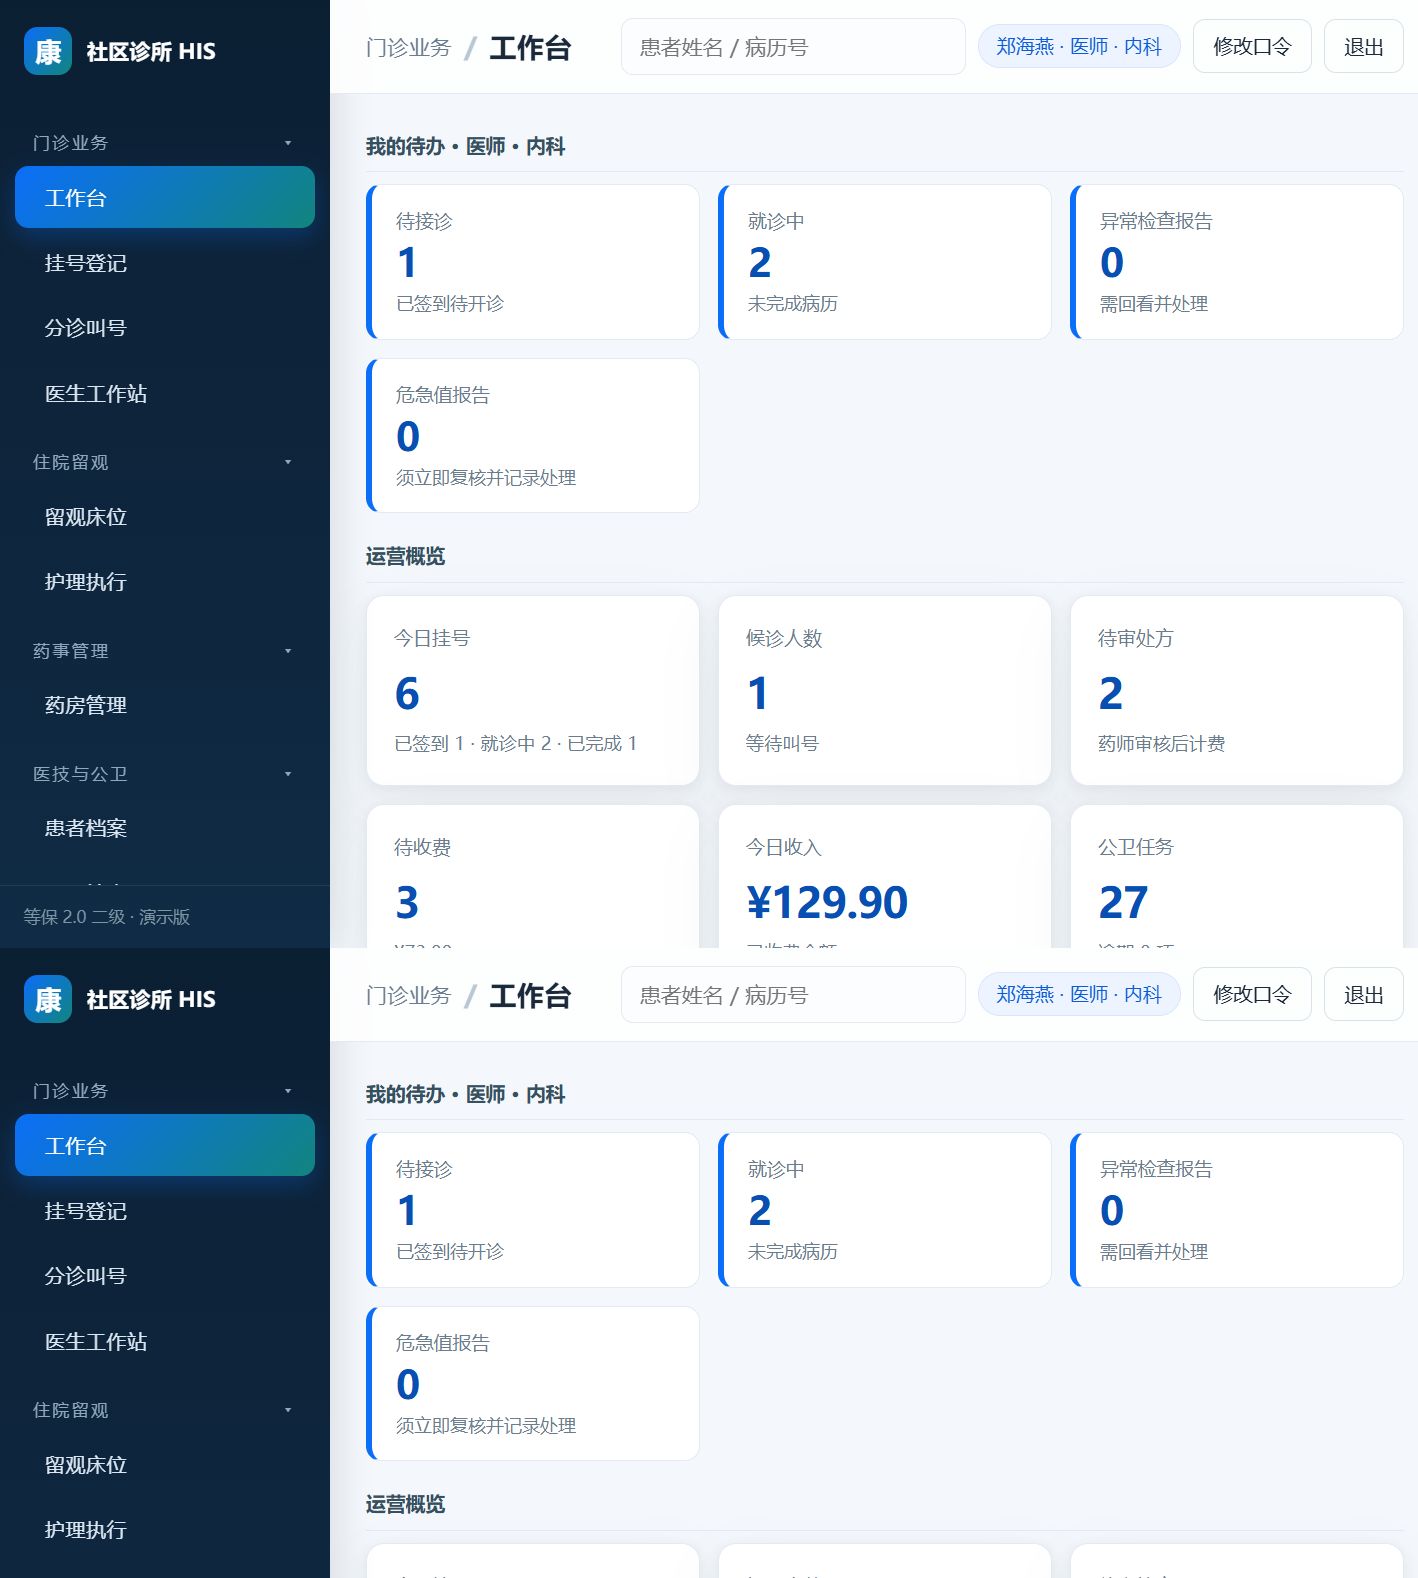 康 社区诊所 HIS
门诊业务
工作台
挂号登记
分诊叫号
医生工作站
住院留观
留观床位
护理执行
药事管理
药房管理
医技与公卫
患者档案
等保 2.0 二级 · 演示版
门诊业务 / 工作台
患者姓名 / 病历号
郑海燕 · 医师 · 内科
修改口令
退出
我的待办 · 医师 · 内科
待接诊
1
已签到待开诊
就诊中
2
未完成病历
异常检查报告
0
需回看并处理
危急值报告
0
须立即复核并记录处理
运营概览
今日挂号
6
已签到 1 · 就诊中 2 · 已完成 1
候诊人数
1
等待叫号
待审处方
2
药师审核后计费
待收费
3
今日收入
¥129.90
公卫任务
27
康 社区诊所 HIS
门诊业务
工作台
挂号登记
分诊叫号
医生工作站
住院留观
留观床位
护理执行
门诊业务 / 工作台
患者姓名 / 病历号
郑海燕 · 医师 · 内科
修改口令
退出
我的待办 · 医师 · 内科
待接诊
1
已签到待开诊
就诊中
2
未完成病历
异常检查报告
0
需回看并处理
危急值报告
0
须立即复核并记录处理
运营概览